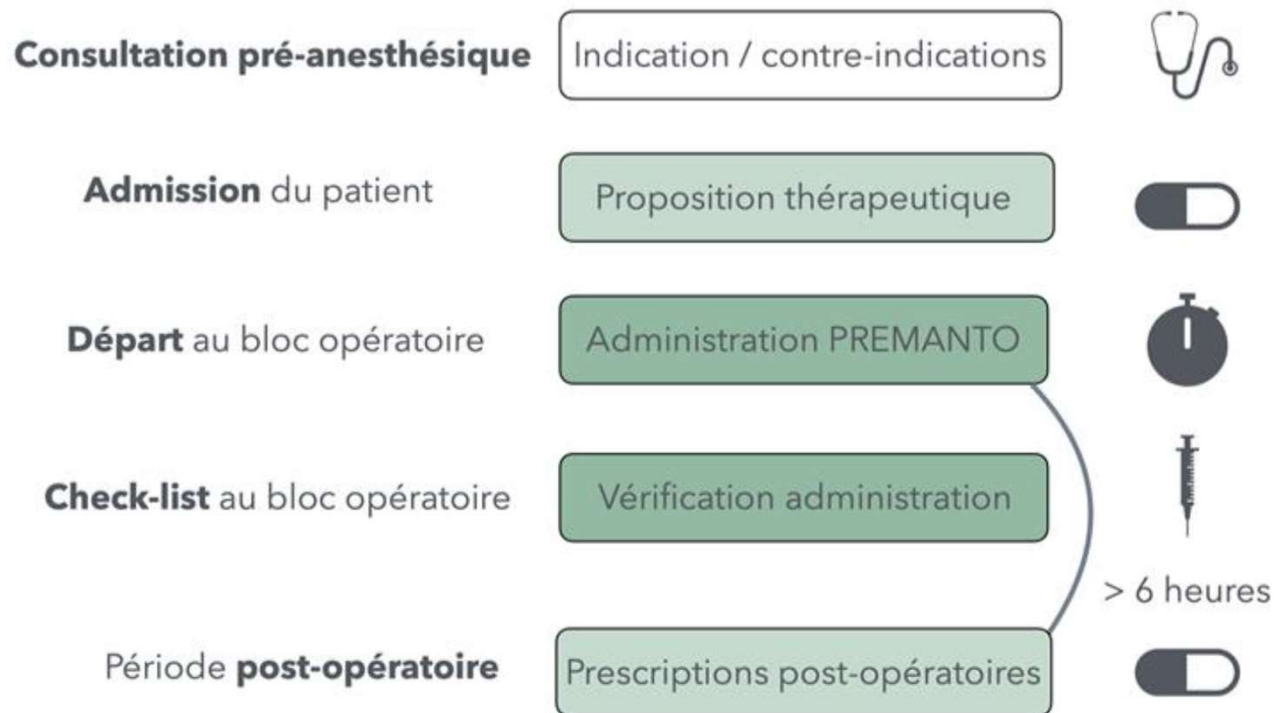 Consultation pré-anesthésique
Indication / contre-indications
Admission du patient
Proposition thérapeutique
Départ au bloc opératoire
Administration PREMANTO
Check-list au bloc opératoire
Vérification administration
> 6 heures
Période post-opératoire
Prescriptions post-opératoires